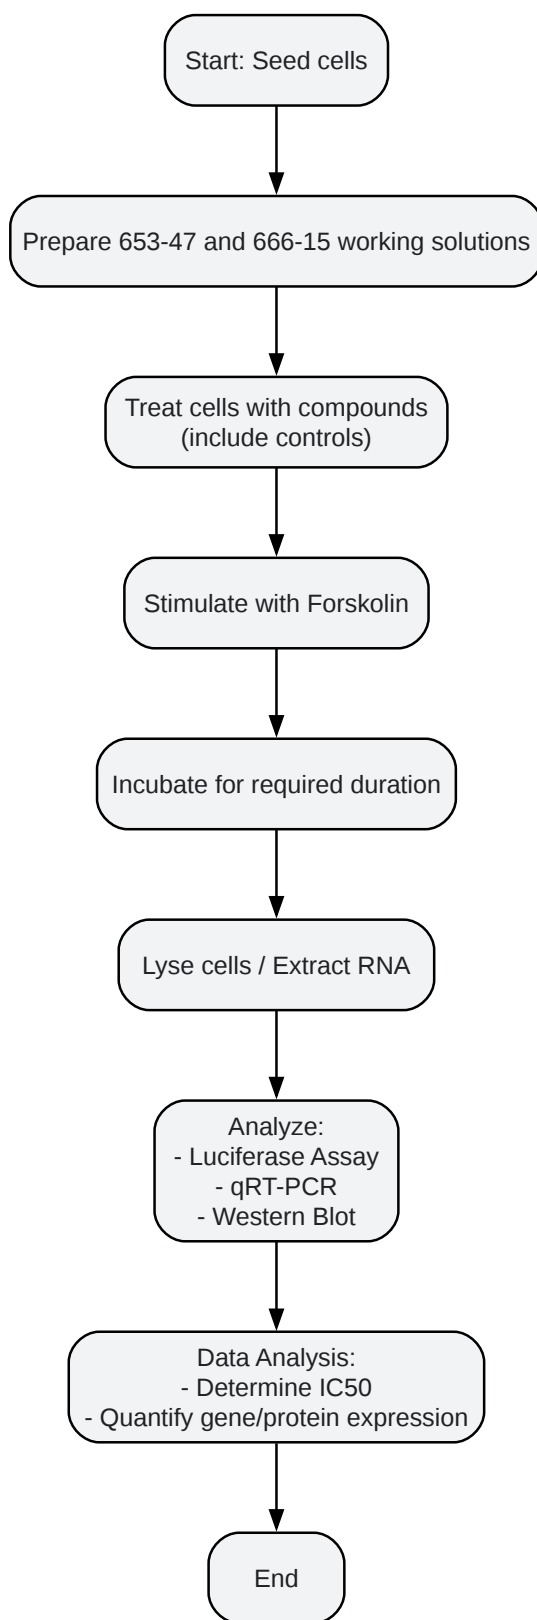 Start: Seed cells
Prepare 653-47 and 666-15 working solutions
Treat cells with compounds
(include controls)
Stimulate with Forskolin
Incubate for required duration
Lyse cells / Extract RNA
Analyze:
- Luciferase Assay
- qRT-PCR
- Western Blot
Data Analysis:
- Determine IC50
- Quantify gene/protein expression
End